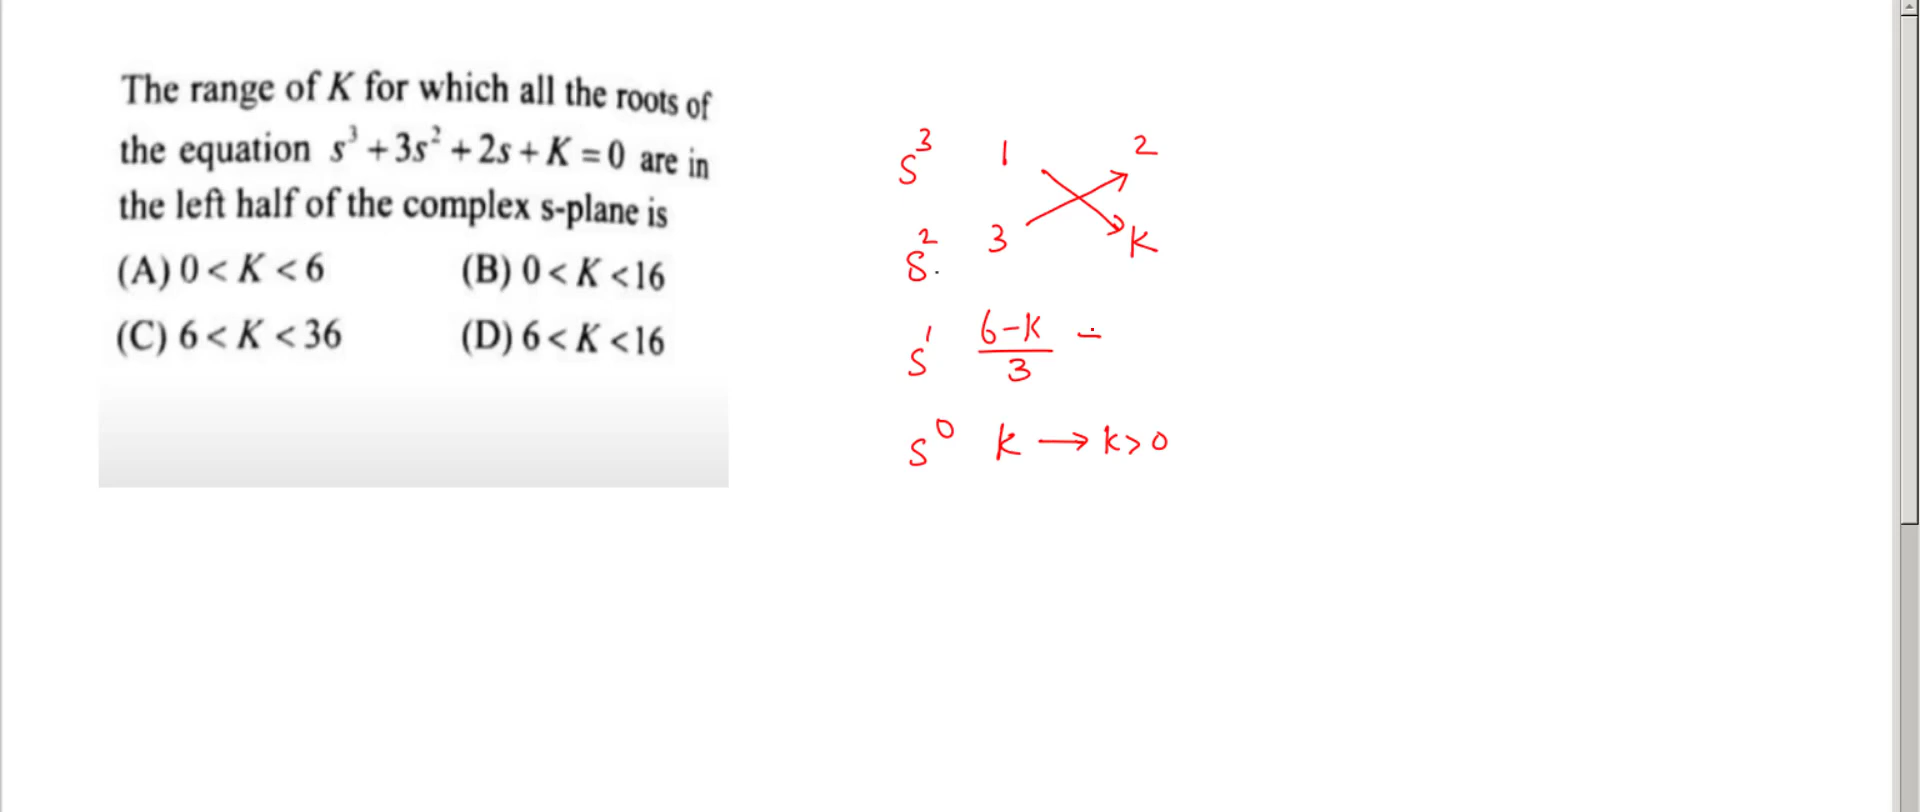 The range of K for which all the roots of
the equation s³ + 3s² + 2s + K = 0 are in
the left half of the complex s-plane is
(A) 0 < K < 6 (B) 0 < K < 16
(C) 6 < K < 36 (D) 6 < K < 16
s³ 1 2
s² 3 K
s¹ (6-K)/3 -
s⁰ k → k>0